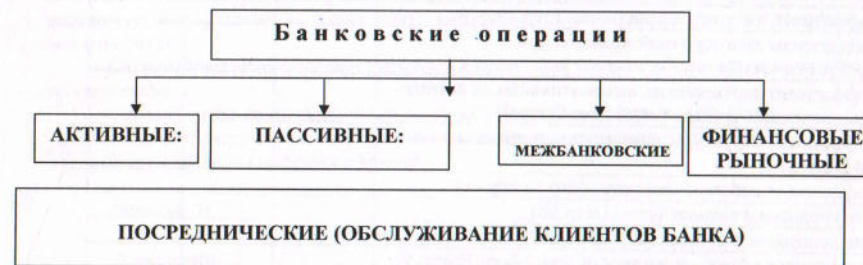 Банковские операции
АКТИВНЫЕ:
ПАССИВНЫЕ:
МЕЖБАНКОВСКИЕ
ФИНАНСОВЫЕ
РЫНОЧНЫЕ
ПОСРЕДНИЧЕСКИЕ (ОБСЛУЖИВАНИЕ КЛИЕНТОВ БАНКА)